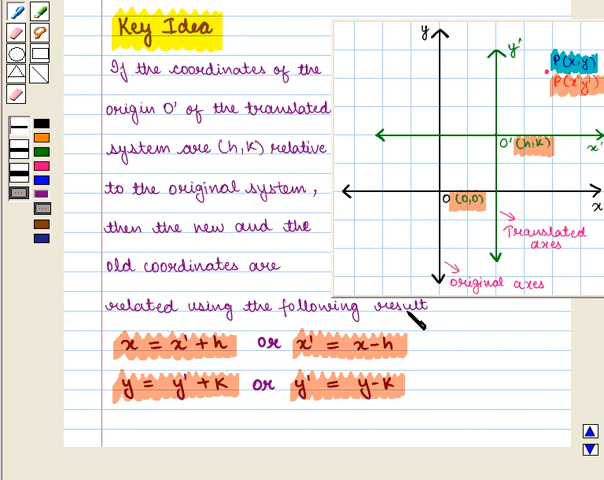 Key Idea
If the coordinates of the
origin O' of the translated
system are (h,k) relative
to the original system,
then the new and the
old coordinates are
related using the following result
x = x' + h or x' = x - h
y = y' + k or y' = y - k
y
y'
P(x,y)
P(x'y')
O' (h,k)
x'
O (0,0)
x
Translated
axes
original axes